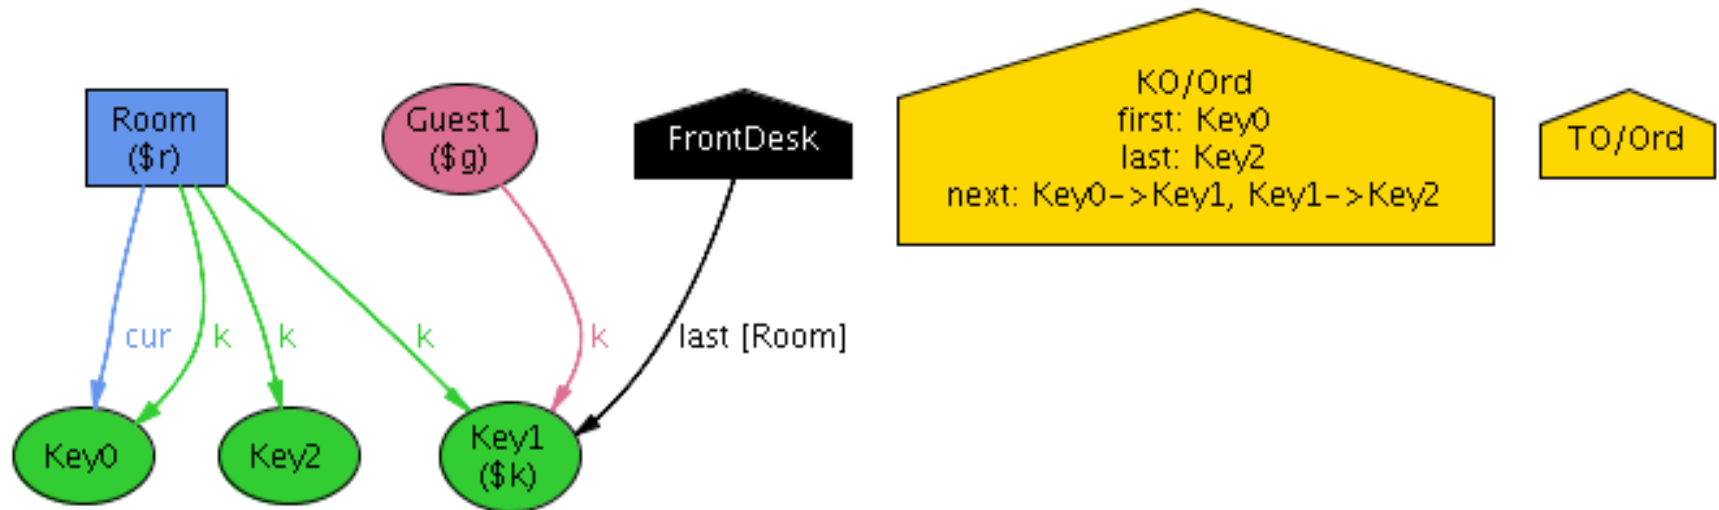 Room
($r)
Guest1
($g)
FrontDesk
KO/Ord
first: Key0
last: Key2
next: Key0->Key1, Key1->Key2
TO/Ord
cur
k
k
k
k
last [Room]
Key0
Key2
Key1
($k)